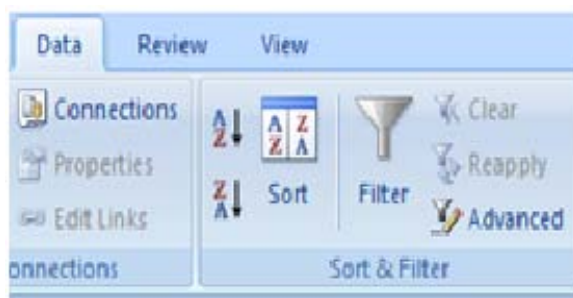 Data Review View
Connections
Properties
Edit Links
onnections
A Z
Z A
A Z Z A
Sort
Filter
Clear
Reapply
Advanced
Sort & Filter